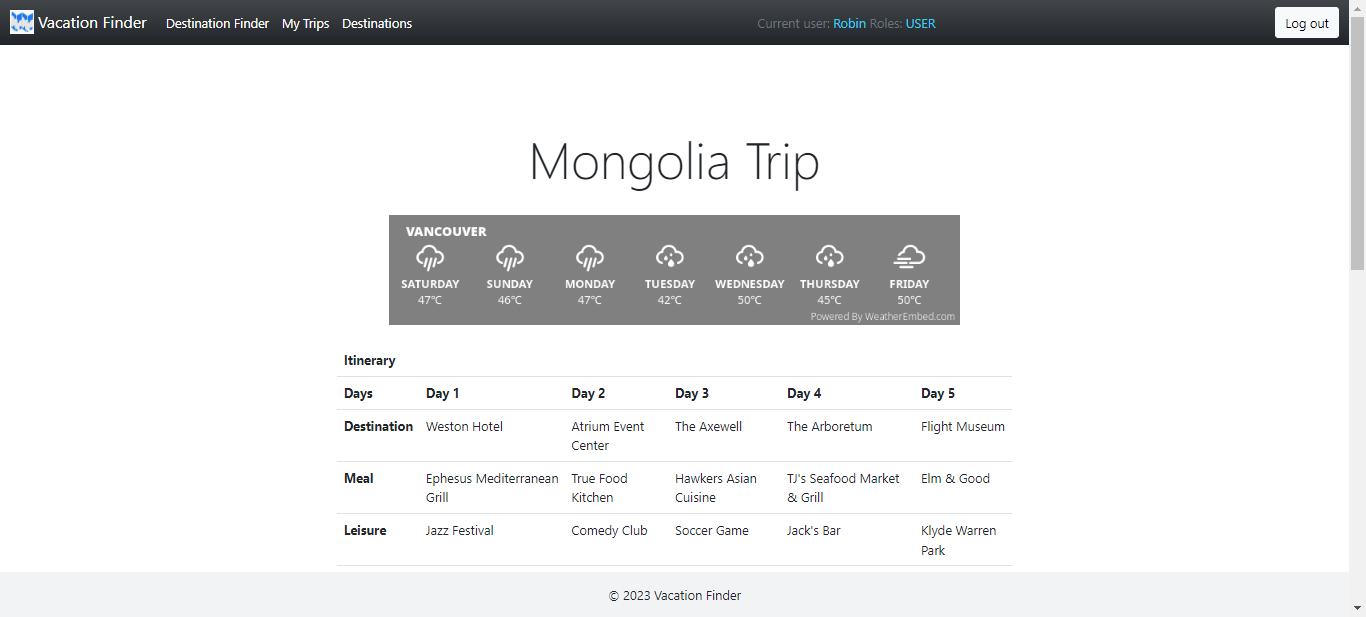 Vacation Finder Destination Finder My Trips Destinations Current user: Robin Roles: USER Log out
Mongolia Trip
VANCOUVER
SATURDAY SUNDAY MONDAY TUESDAY WEDNESDAY THURSDAY FRIDAY
47°C 46°C 47°C 42°C 50°C 45°C 50°C
Powered By WeatherEmbed.com
Itinerary
Days Day 1 Day 2 Day 3 Day 4 Day 5
Destination Weston Hotel Atrium Event The Axewell The Arboretum Flight Museum
Center
Meal Ephesus Mediterranean True Food Hawkers Asian TJ's Seafood Market Elm & Good
Grill Kitchen Cuisine & Grill
Leisure Jazz Festival Comedy Club Soccer Game Jack's Bar Klyde Warren
Park
© 2023 Vacation Finder